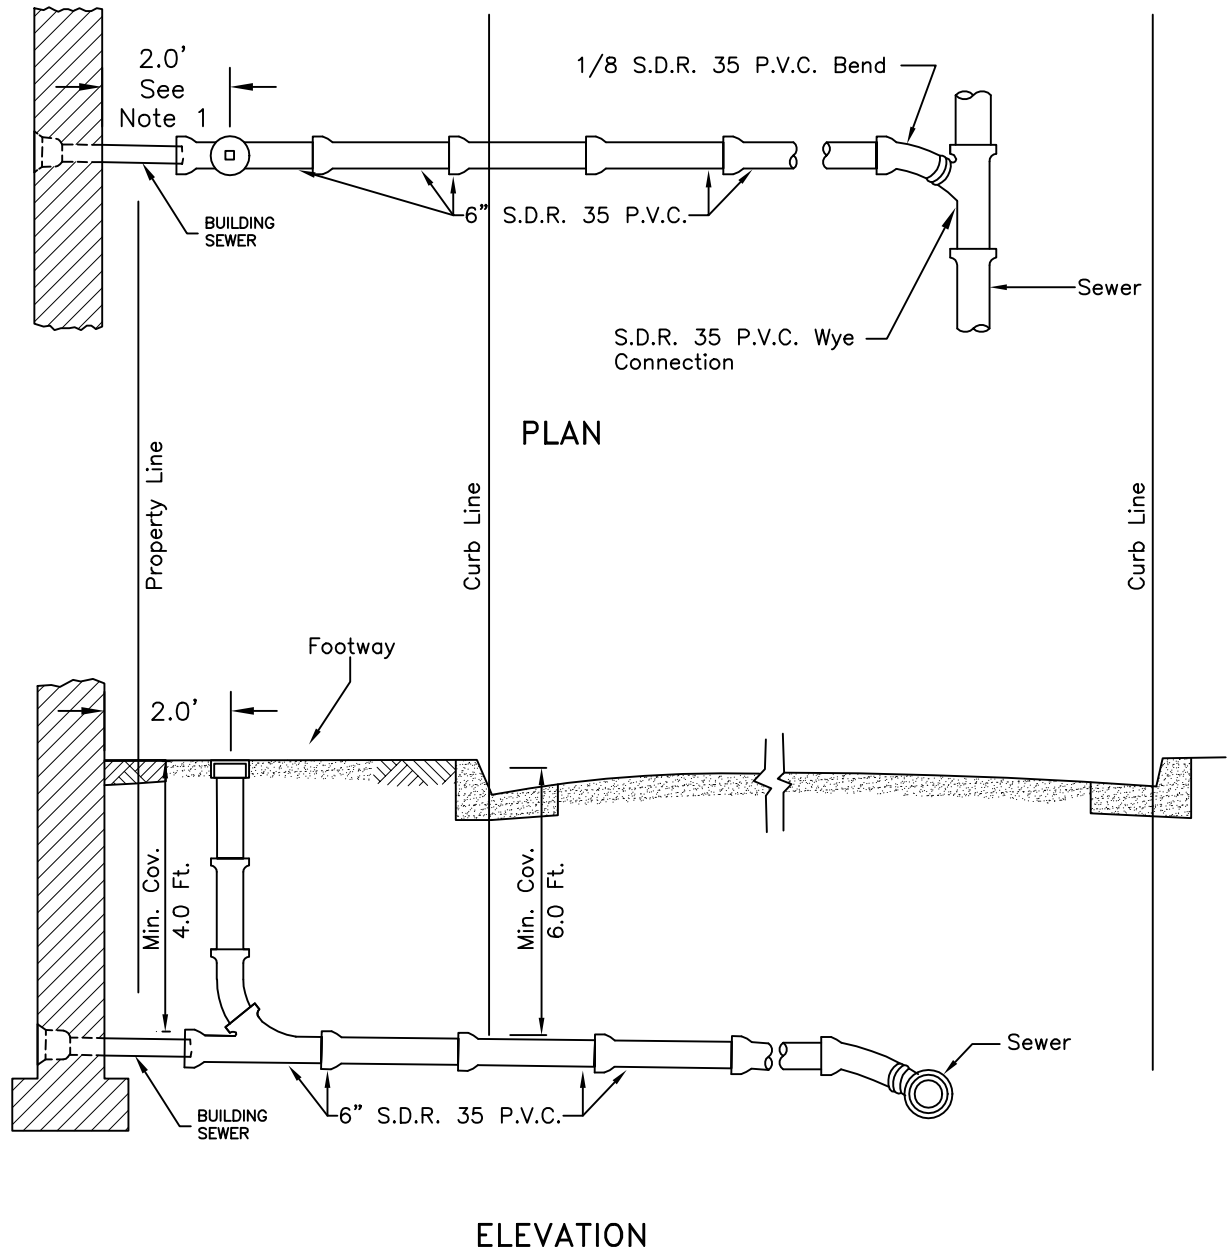 2.0'
See
Note 1
1/8 S.D.R. 35 P.V.C. Bend
BUILDING
SEWER
6" S.D.R. 35 P.V.C.
Sewer
S.D.R. 35 P.V.C. Wye
Connection
PLAN
Property Line
Curb Line
Curb Line
Footway
2.0'
Min. Cov.
4.0 Ft.
Min. Cov.
6.0 Ft.
Sewer
BUILDING
SEWER
6" S.D.R. 35 P.V.C.
ELEVATION